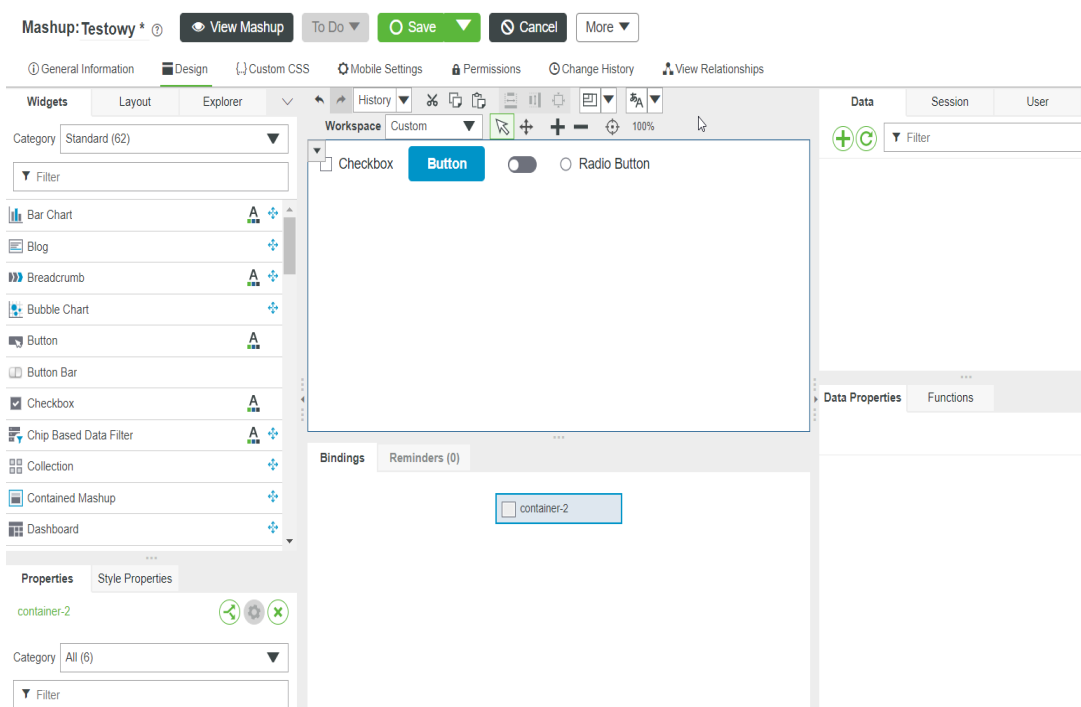 Mashup: Testowy * ? View Mashup To Do Save Cancel More
General Information Design {..} Custom CSS Mobile Settings Permissions Change History View Relationships
Widgets Layout Explorer
Category Standard (62)
Filter
Bar Chart
Blog
Breadcrumb
Bubble Chart
Button
Button Bar
Checkbox
Chip Based Data Filter
Collection
Contained Mashup
Dashboard
Properties Style Properties
container-2
Category All (6)
Filter
History
Workspace Custom 100%
Checkbox Button Radio Button
Bindings Reminders (0)
container-2
Data Session User
Filter
Data Properties Functions